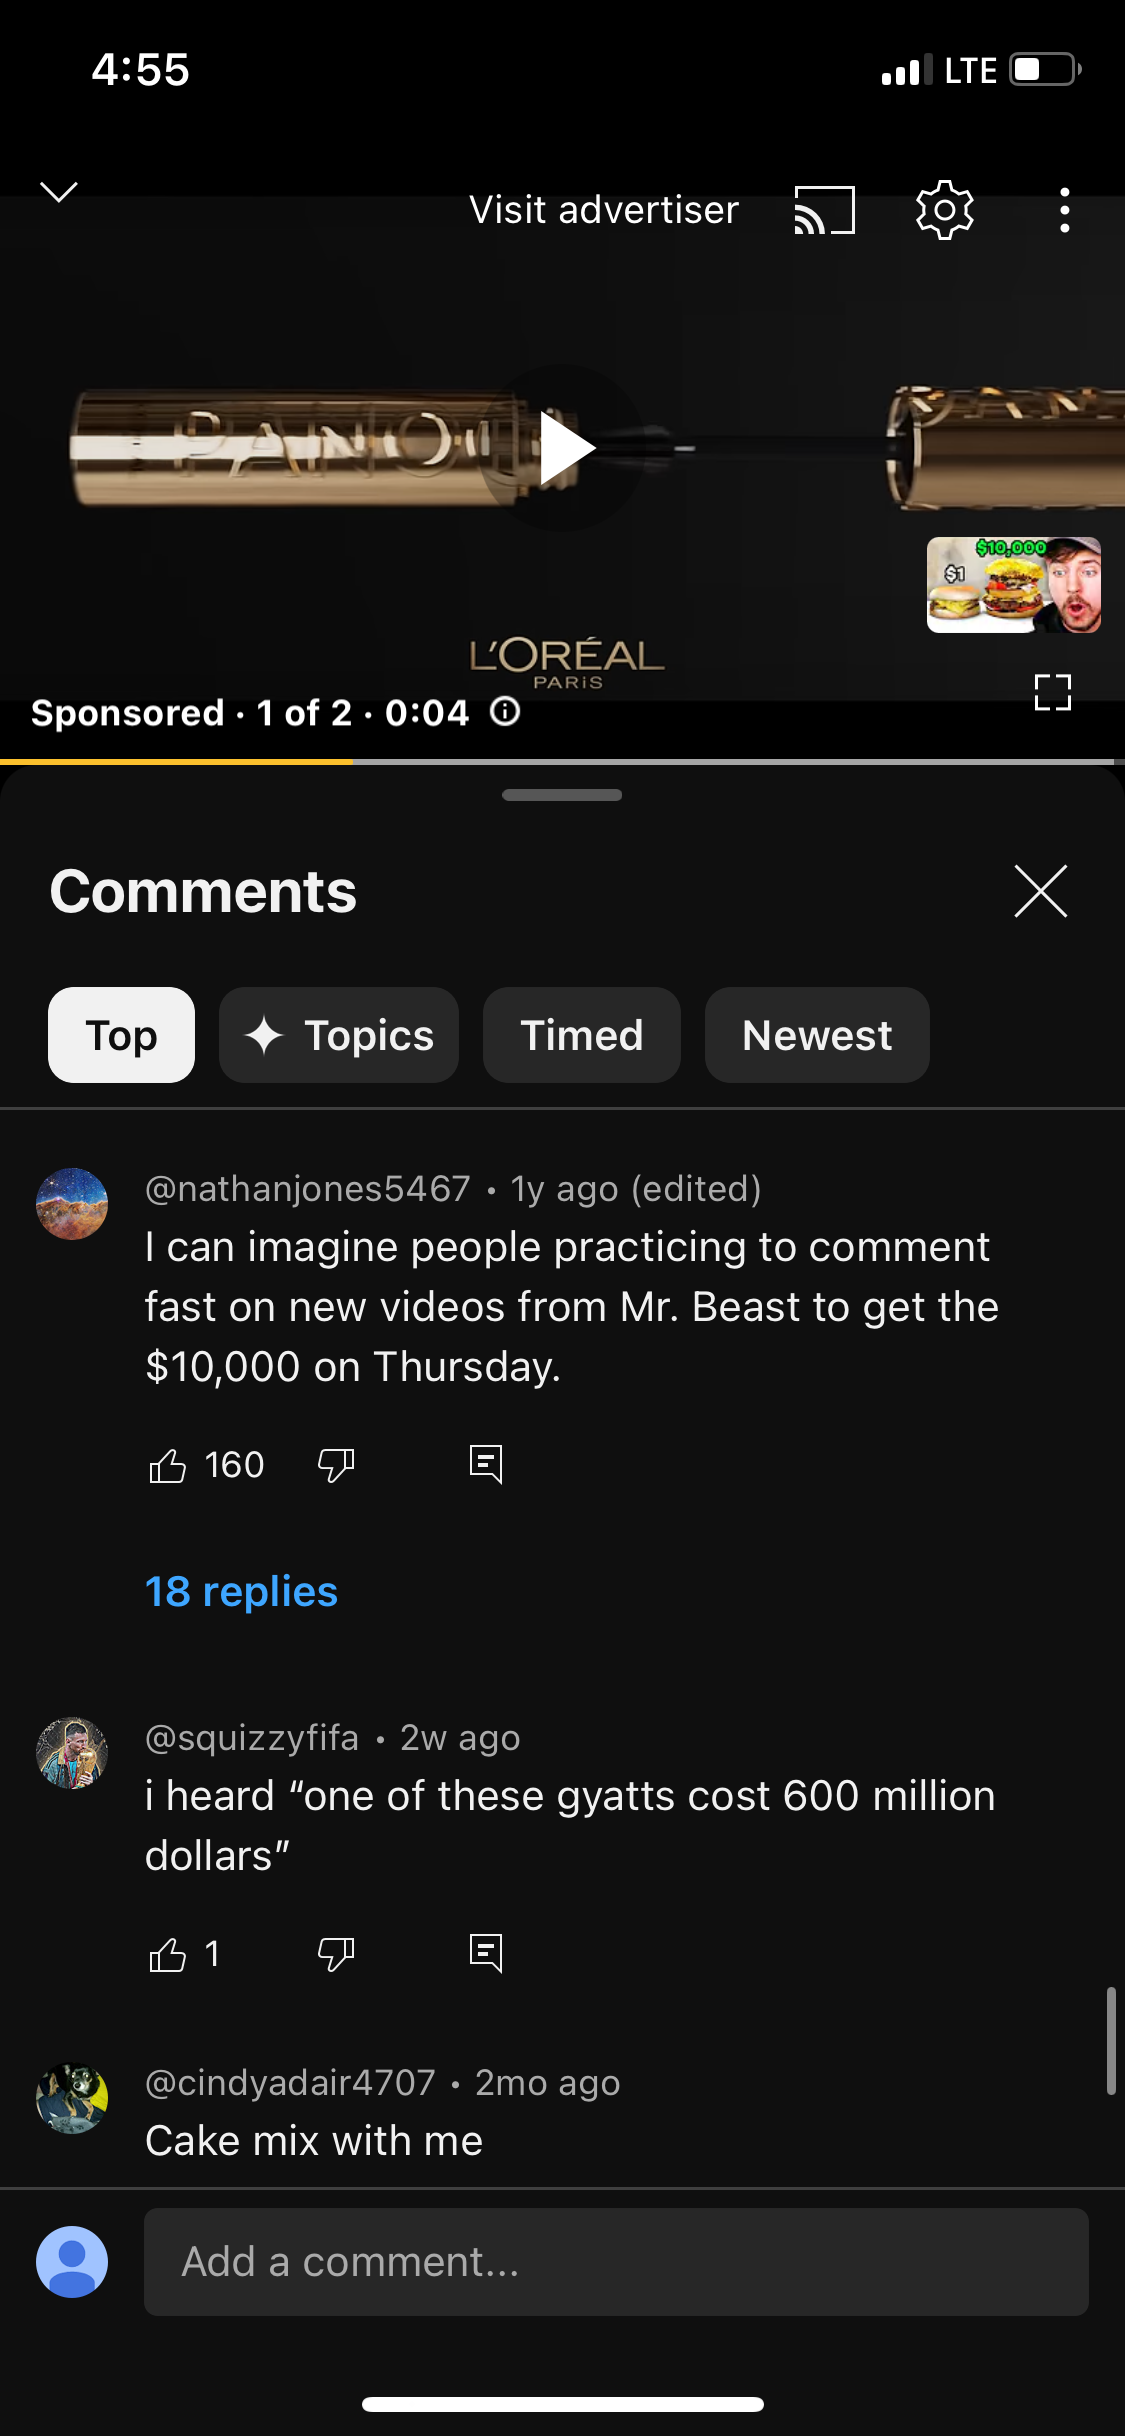 4:55
LTE
Visit advertiser
PANO
PAN
$10,000
$1
L'ORÉAL
PARiS
Sponsored · 1 of 2 · 0:04
Comments
Top
Topics
Timed
Newest
@nathanjones5467 · 1y ago (edited)
I can imagine people practicing to comment
fast on new videos from Mr. Beast to get the
$10,000 on Thursday.
160
18 replies
@squizzyfifa · 2w ago
i heard “one of these gyatts cost 600 million
dollars”
1
@cindyadair4707 · 2mo ago
Cake mix with me
Add a comment...